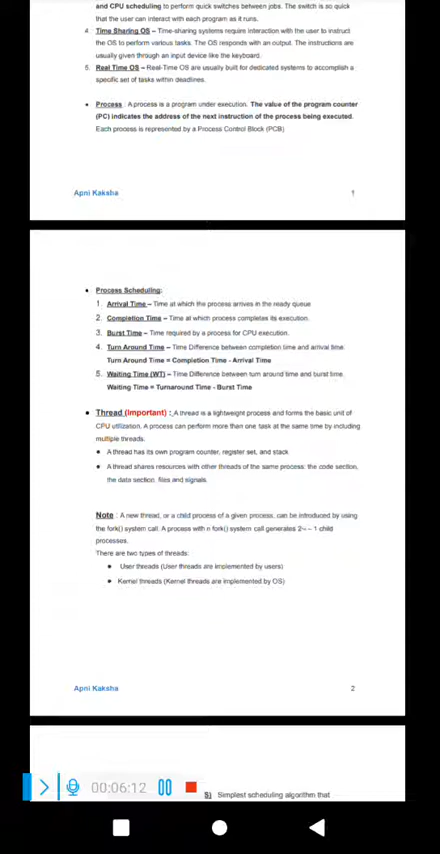 and CPU scheduling to perform quick switches between jobs. The switch is so quick
that the user can interact with each program as it runs.
4. Time Sharing OS – Time-sharing systems require interaction with the user to instruct
the OS to perform various tasks. The OS responds with an output. The instructions are
usually given through an input device like the keyboard.
5. Real Time OS – Real-Time OS are usually built for dedicated systems to accomplish a
specific set of tasks within deadlines.
• Process : A process is a program under execution. The value of the program counter
(PC) indicates the address of the next instruction of the process being executed.
Each process is represented by a Process Control Block (PCB)
Apni Kaksha 1
• Process Scheduling:
1. Arrival Time – Time at which the process arrives in the ready queue
2. Completion Time – Time at which process completes its execution.
3. Burst Time – Time required by a process for CPU execution.
4. Turn Around Time – Time Difference between completion time and arrival time.
Turn Around Time = Completion Time - Arrival Time
5. Waiting Time (WT) – Time Difference between turn around time and burst time.
Waiting Time = Turnaround Time - Burst Time
• Thread (Important) : A thread is a lightweight process and forms the basic unit of
CPU utilization. A process can perform more than one task at the same time by including
multiple threads.
• A thread has its own program counter, register set, and stack
• A thread shares resources with other threads of the same process: the code section,
the data section, files and signals.
Note : A new thread, or a child process of a given process, can be introduced by using
the fork() system call. A process with n fork() system call generates 2ⁿ – 1 child
processes.
There are two types of threads:
• User threads (User threads are implemented by users)
• Kernel threads (Kernel threads are implemented by OS)
Apni Kaksha 2
00:06:12
S) Simplest scheduling algorithm that